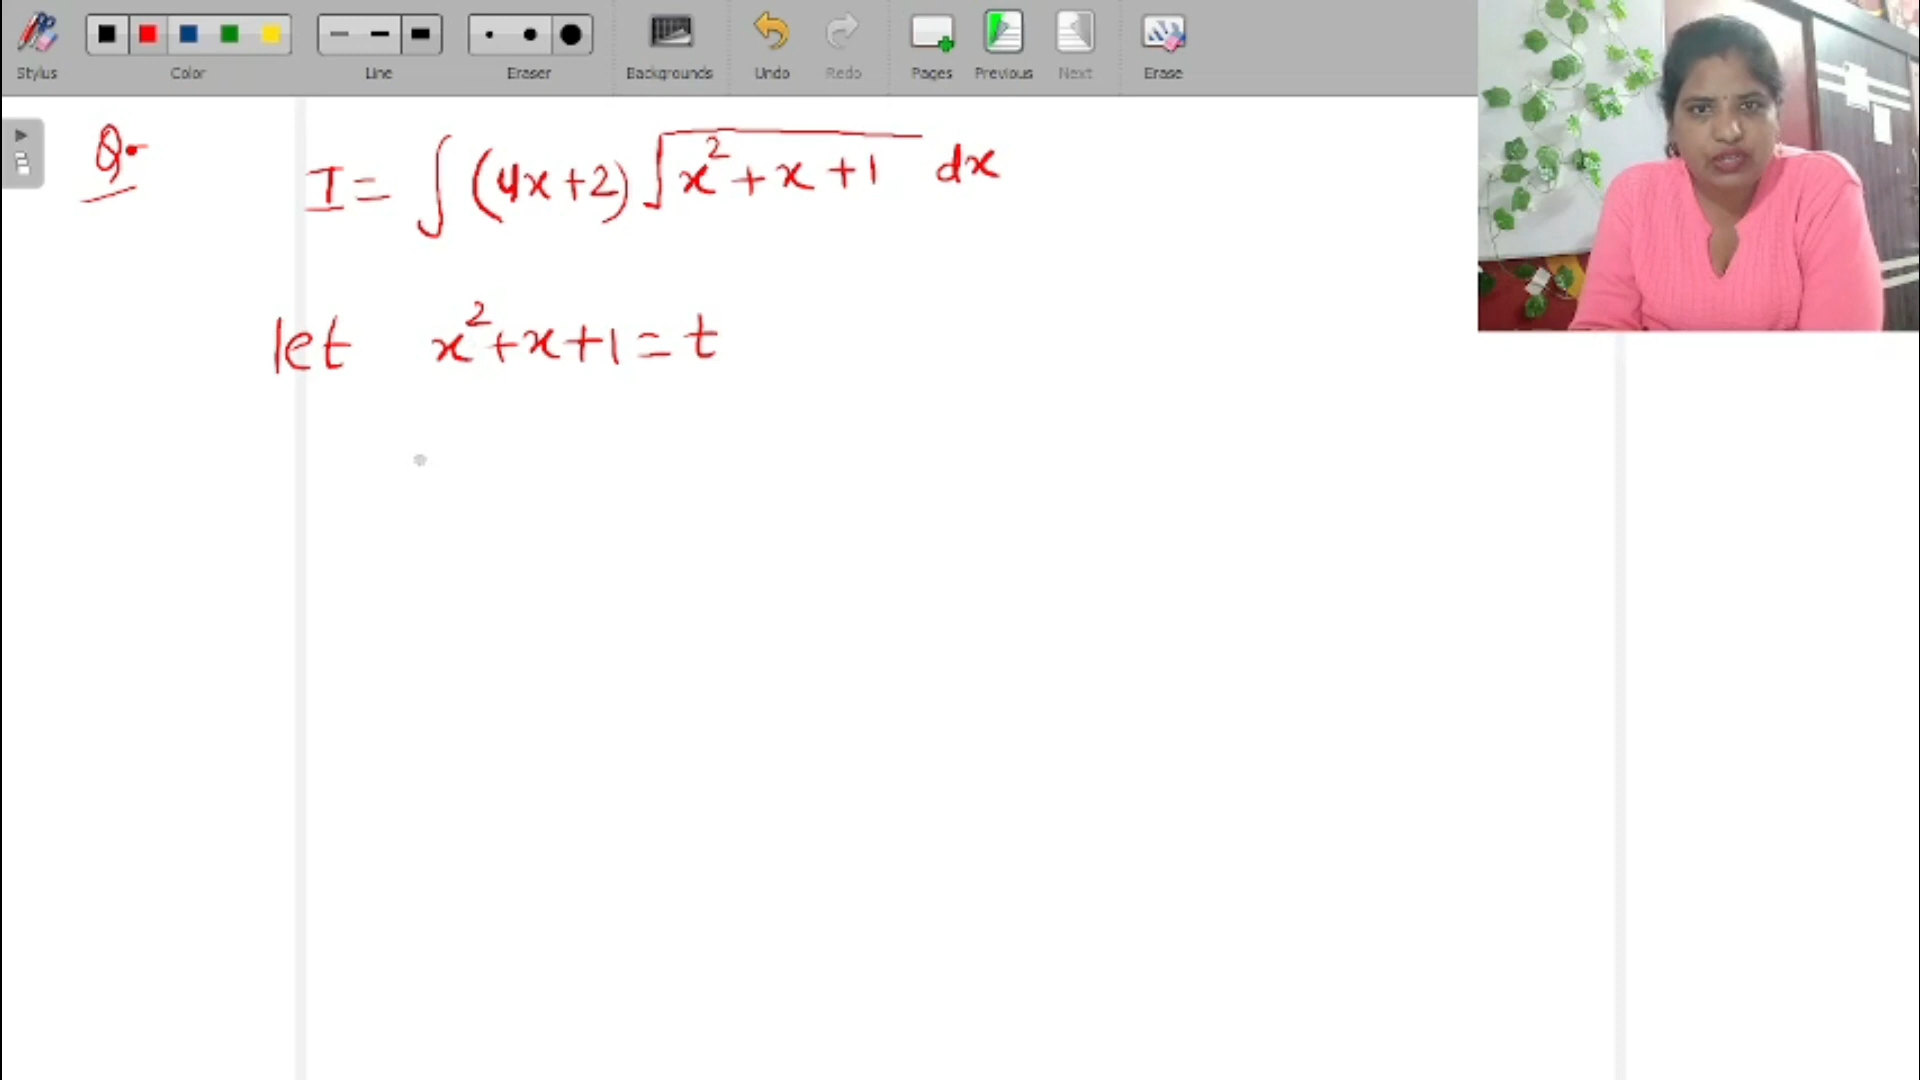 Stylus Color Line Eraser Backgrounds Undo Redo Pages Previous Next Erase
Q. I = ∫ (4x+2) √x²+x+1 dx
let x²+x+1 = t